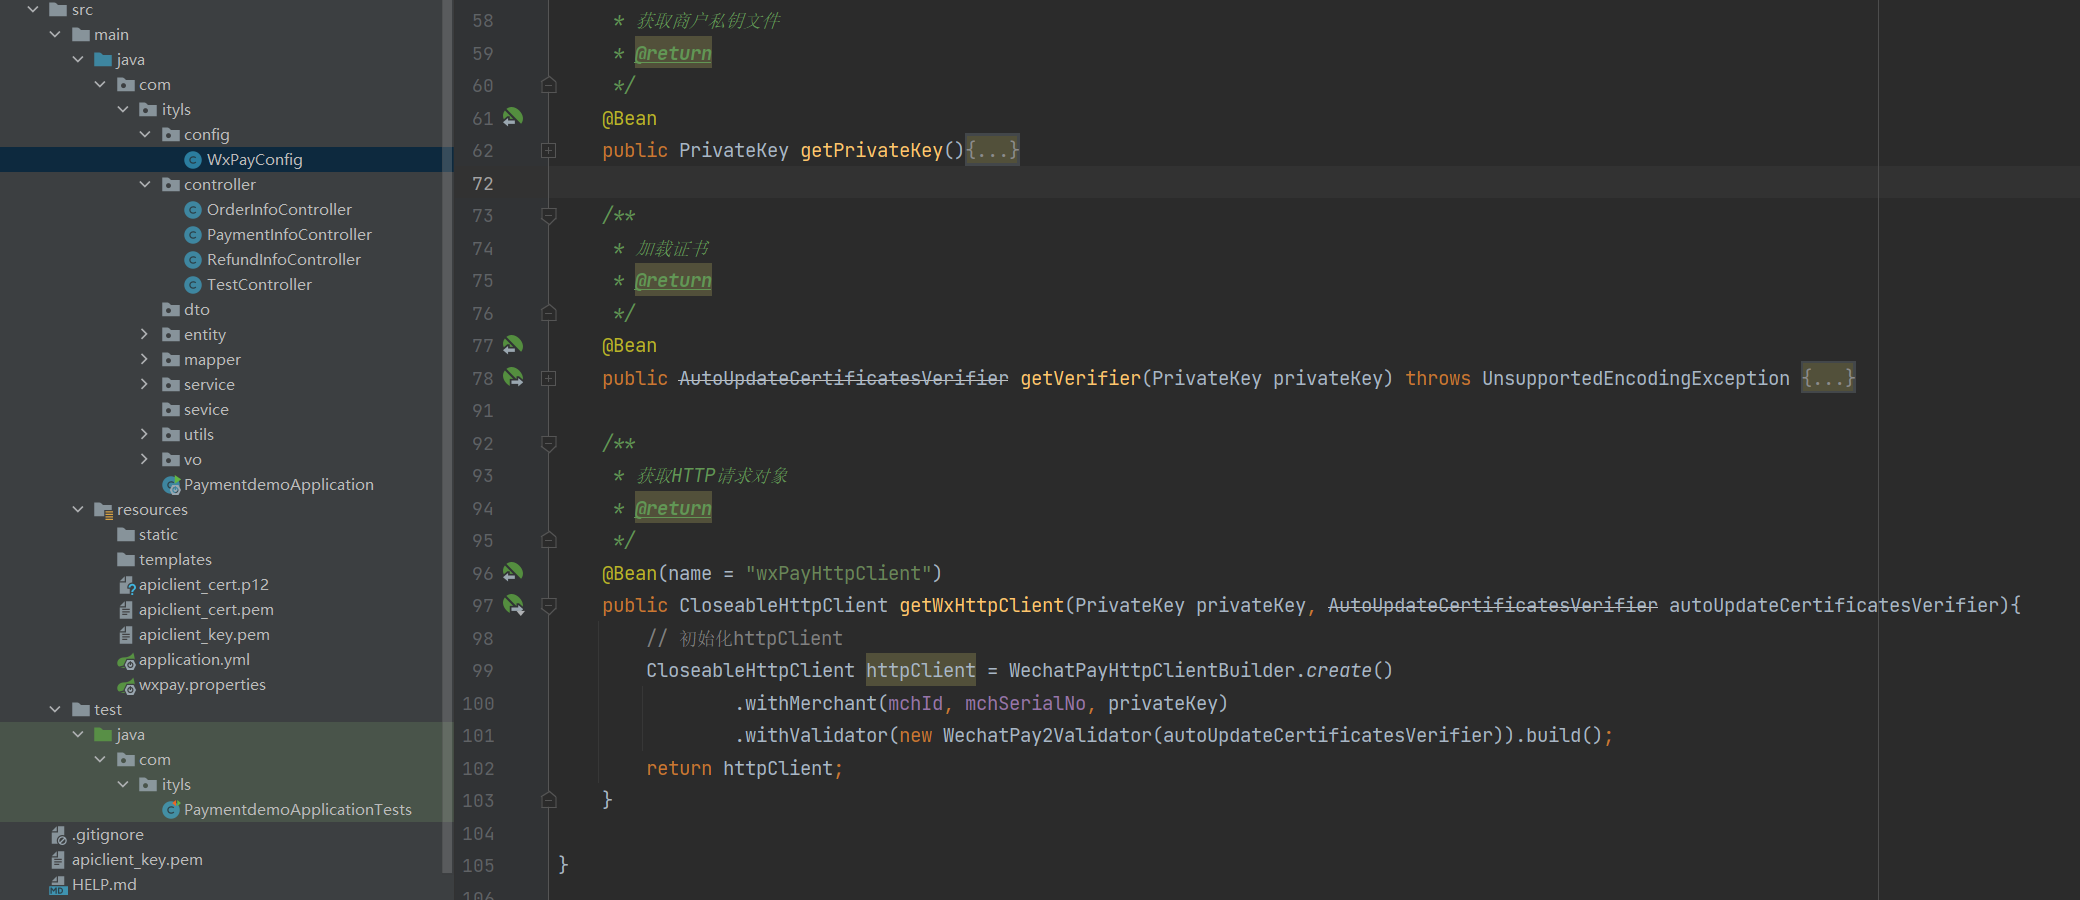 src
main
java
com
ityls
config
WxPayConfig
controller
OrderInfoController
PaymentInfoController
RefundInfoController
TestController
dto
entity
mapper
service
sevice
utils
vo
PaymentdemoApplication
resources
static
templates
apiclient_cert.p12
apiclient_cert.pem
apiclient_key.pem
application.yml
wxpay.properties
test
java
com
ityls
PaymentdemoApplicationTests
.gitignore
apiclient_key.pem
HELP.md
58 * 获取商户私钥文件
59 * @return
60 */
61 @Bean
62 public PrivateKey getPrivateKey(){...}
72
73 /**
74 * 加载证书
75 * @return
76 */
77 @Bean
78 public AutoUpdateCertificatesVerifier getVerifier(PrivateKey privateKey) throws UnsupportedEncodingException {...}
91
92 /**
93 * 获取HTTP请求对象
94 * @return
95 */
96 @Bean(name = "wxPayHttpClient")
97 public CloseableHttpClient getWxHttpClient(PrivateKey privateKey, AutoUpdateCertificatesVerifier autoUpdateCertificatesVerifier){
98 // 初始化httpClient
99 CloseableHttpClient httpClient = WechatPayHttpClientBuilder.create()
100 .withMerchant(mchId, mchSerialNo, privateKey)
101 .withValidator(new WechatPay2Validator(autoUpdateCertificatesVerifier)).build();
102 return httpClient;
103 }
104
105 }
106